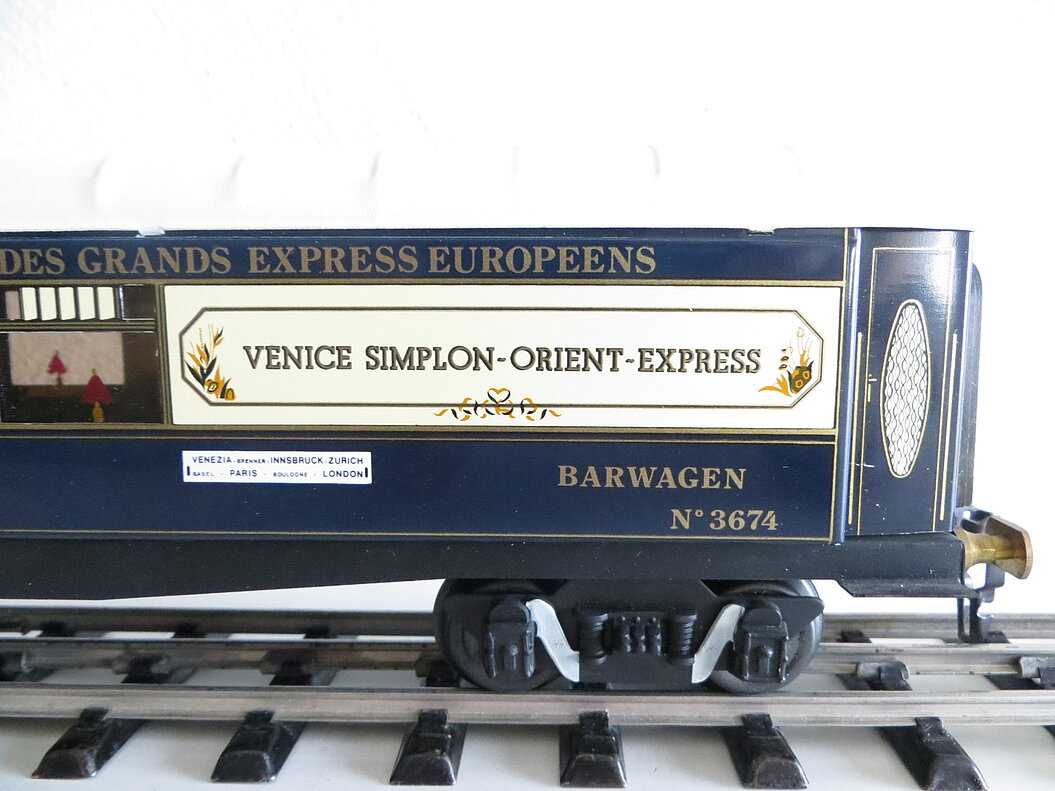 DES GRANDS EXPRESS EUROPEENS
VENICE SIMPLON-ORIENT-EXPRESS
VENEZIA - BRENNER - INNSBRUCK - ZURICH
BASEL - PARIS - BOULOGNE - LONDON
BARWAGEN
N° 3674